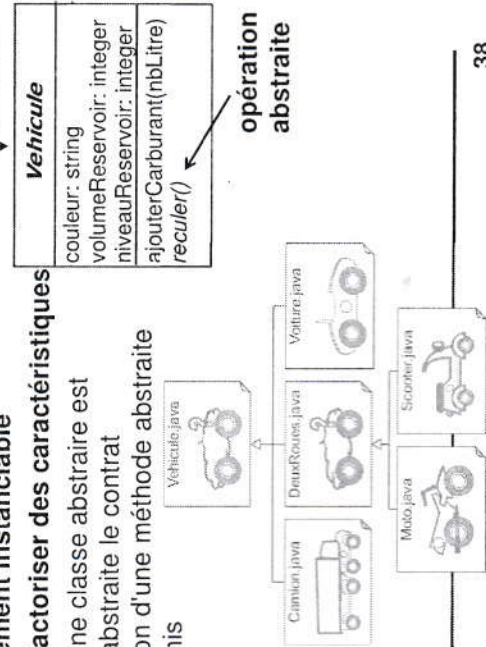 ement instanciable
actoriser des caractéristiques
ne classe abstraire est
abstraite le contrat
on d'une méthode abstraite
nis
Vehicule
couleur: string
volumeReservoir: integer
niveauReservoir: integer
ajouterCarburant(nbLitre)
reculer()
opération
abstraite
Vehicule.java
Camion.java
DeuxRoues.java
Voiture.java
Moto.java
Scooter.java
38